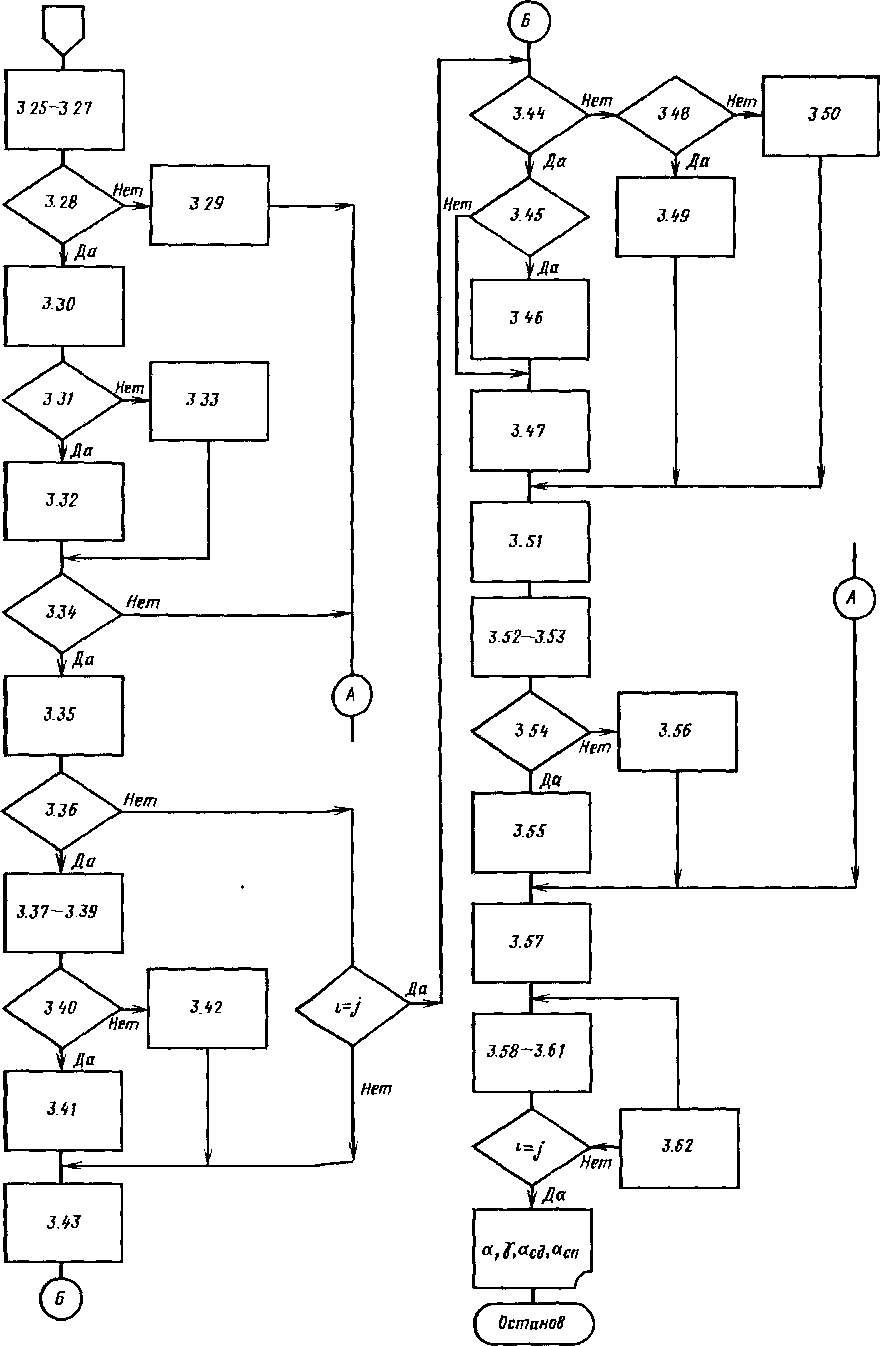 3.25–3.27
3.28
Нет
3.29
Да
3.30
3.31
Нет
3.33
Да
3.32
3.34
Нет
Да
А
3.35
3.36
Нет
Да
3.37–3.39
3.40
Нет
3.42
ι=j
Да
Да
Нет
3.41
3.43
Б
Б
3.44
Нет
3.48
Нет
3.50
Да
Да
Нет
3.45
3.49
Да
3.46
3.47
3.51
А
3.52–3.53
3.54
Нет
3.56
Да
3.55
3.57
3.58–3.61
ι=j
Нет
3.62
Да
α, γ, αсд, αсп
Останов